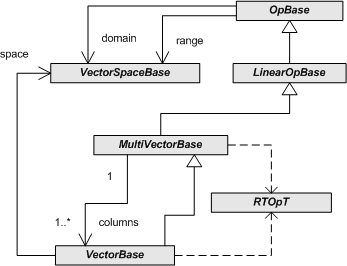 OpBase
space
domain
range
VectorSpaceBase
LinearOpBase
MultiVectorBase
1
RTOpT
1..*
columns
VectorBase